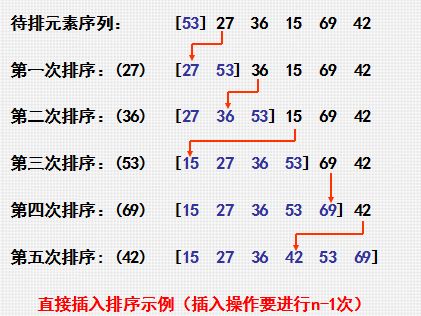 待排元素序列: [53] 27 36 15 69 42
第一次排序:(27) [27 53] 36 15 69 42
第二次排序:(36) [27 36 53] 15 69 42
第三次排序:(53) [15 27 36 53] 69 42
第四次排序:(69) [15 27 36 53 69] 42
第五次排序:(42) [15 27 36 42 53 69]
直接插入排序示例(插入操作要进行n-1次)